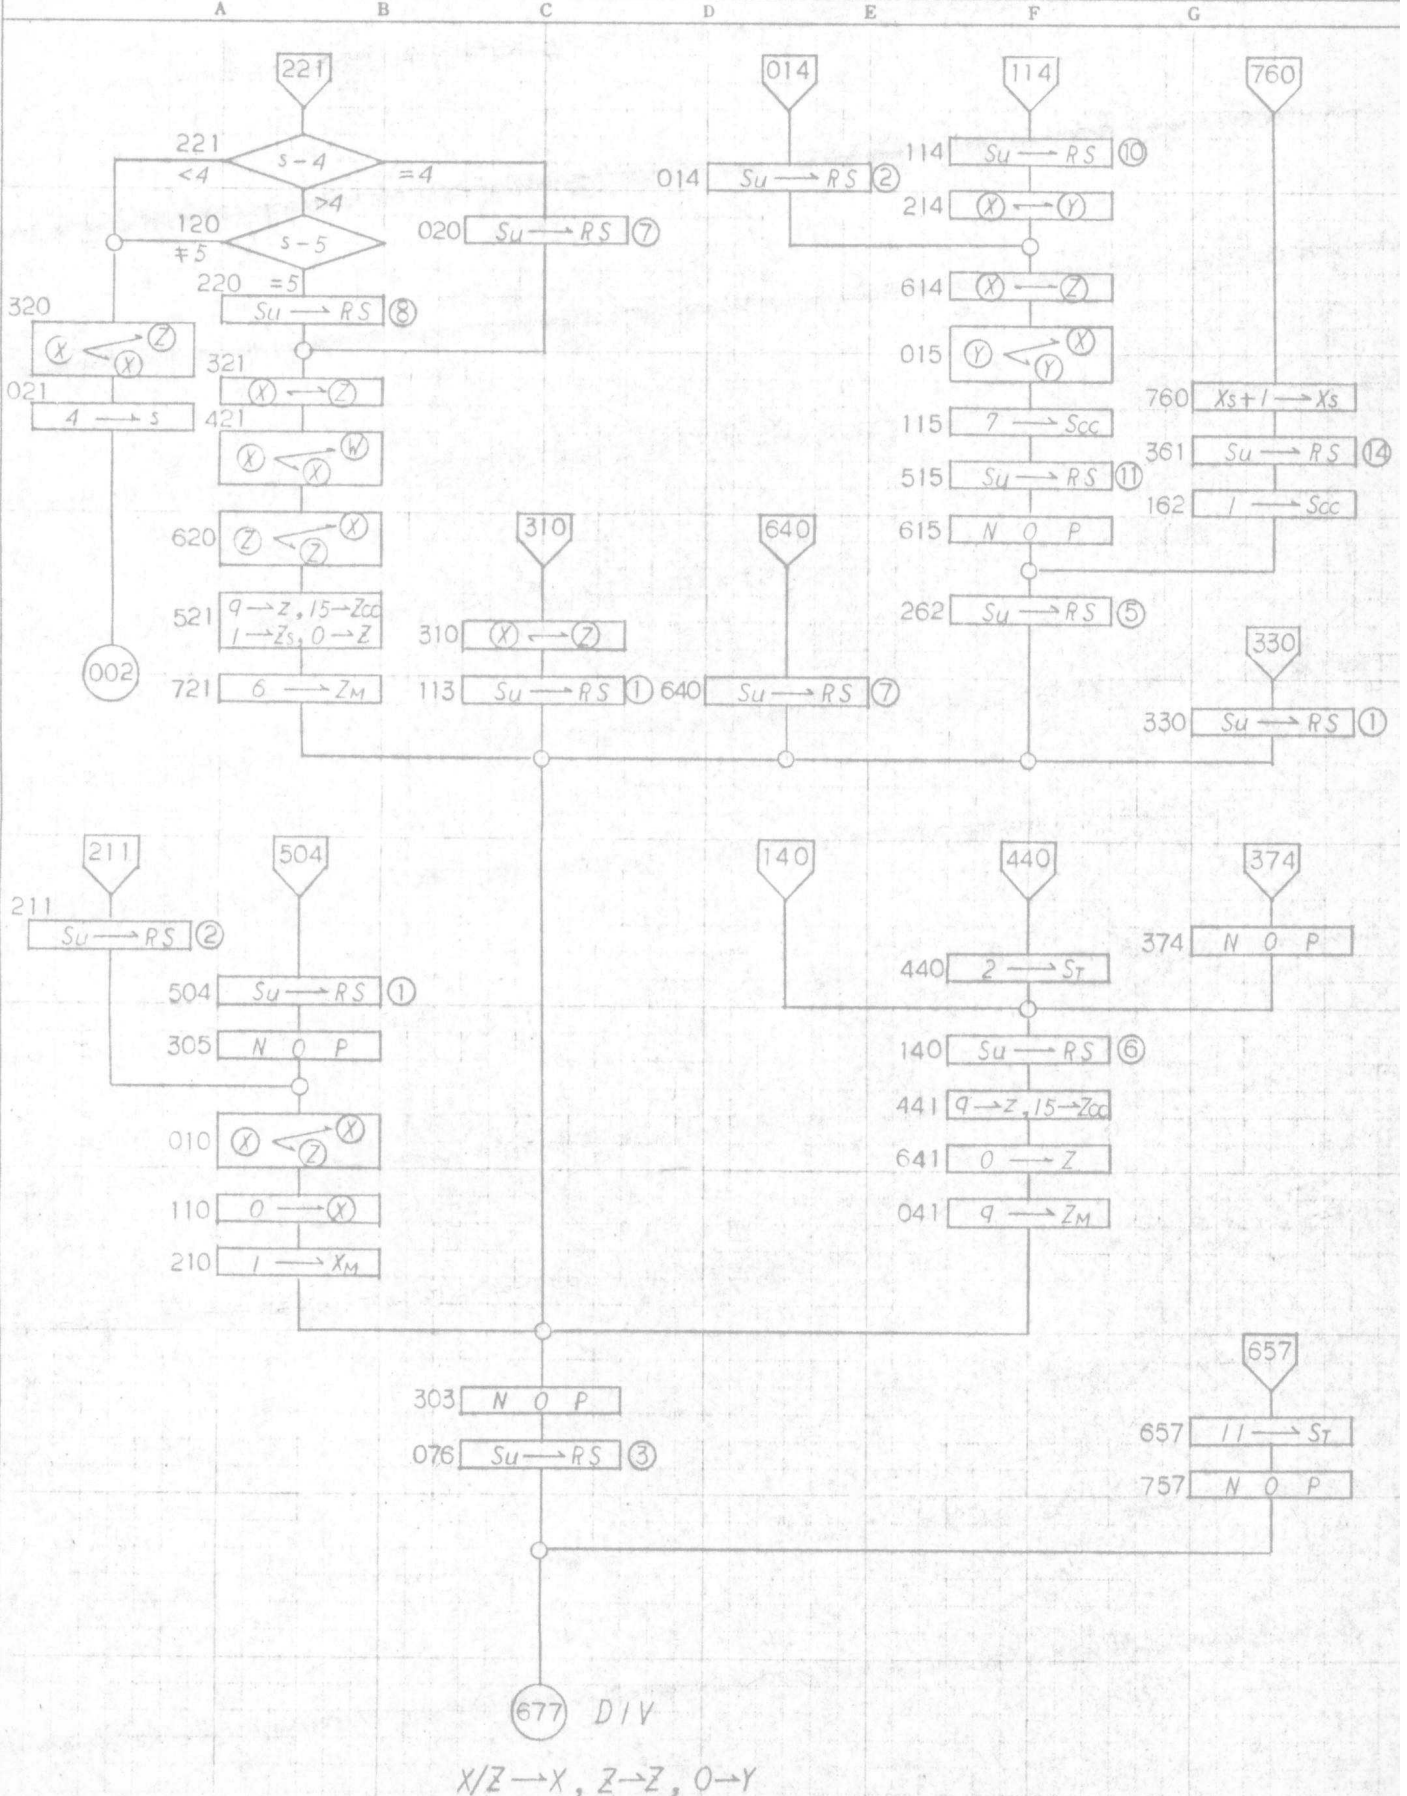 A B C D E F G
221 014 114 760
221 s-4
<4 =4
>4
114 Su → RS ⑩
014 Su → RS ②
120 s-5
≠5
020 Su → RS ⑦
214 Ⓧ ↔ Ⓨ
220 =5
Su → RS ⑧
614 Ⓧ ↔ Ⓩ
320 Ⓧ Ⓩ Ⓧ
015 Ⓨ Ⓧ Ⓨ
321 Ⓧ ↔ Ⓩ
021 4 → s
760 Xs+1 → Xs
421 Ⓧ Ⓦ Ⓧ
115 7 → Scc
361 Su → RS ⑭
515 Su → RS ⑪
162 1 → Scc
620 Ⓩ Ⓧ Ⓩ
310 640
615 N O P
521 9→z, 15→Zcc
1→Zs, 0→Z
262 Su → RS ⑤
310 Ⓧ ↔ Ⓩ
330
002
721 6 → ZM
113 Su → RS ①
640 Su → RS ⑦
330 Su → RS ①
211 504 140 440 374
211 Su → RS ②
374 N O P
440 2 → ST
504 Su → RS ①
305 N O P
140 Su → RS ⑥
441 9→z, 15→Zcc
010 Ⓧ Ⓧ Ⓩ
641 0 → Z
110 0 → Ⓧ
041 9 → ZM
210 1 → XM
657
303 N O P
657 11 → ST
076 Su → RS ③
757 N O P
677 DIV
X/Z→X, Z→Z, 0→Y